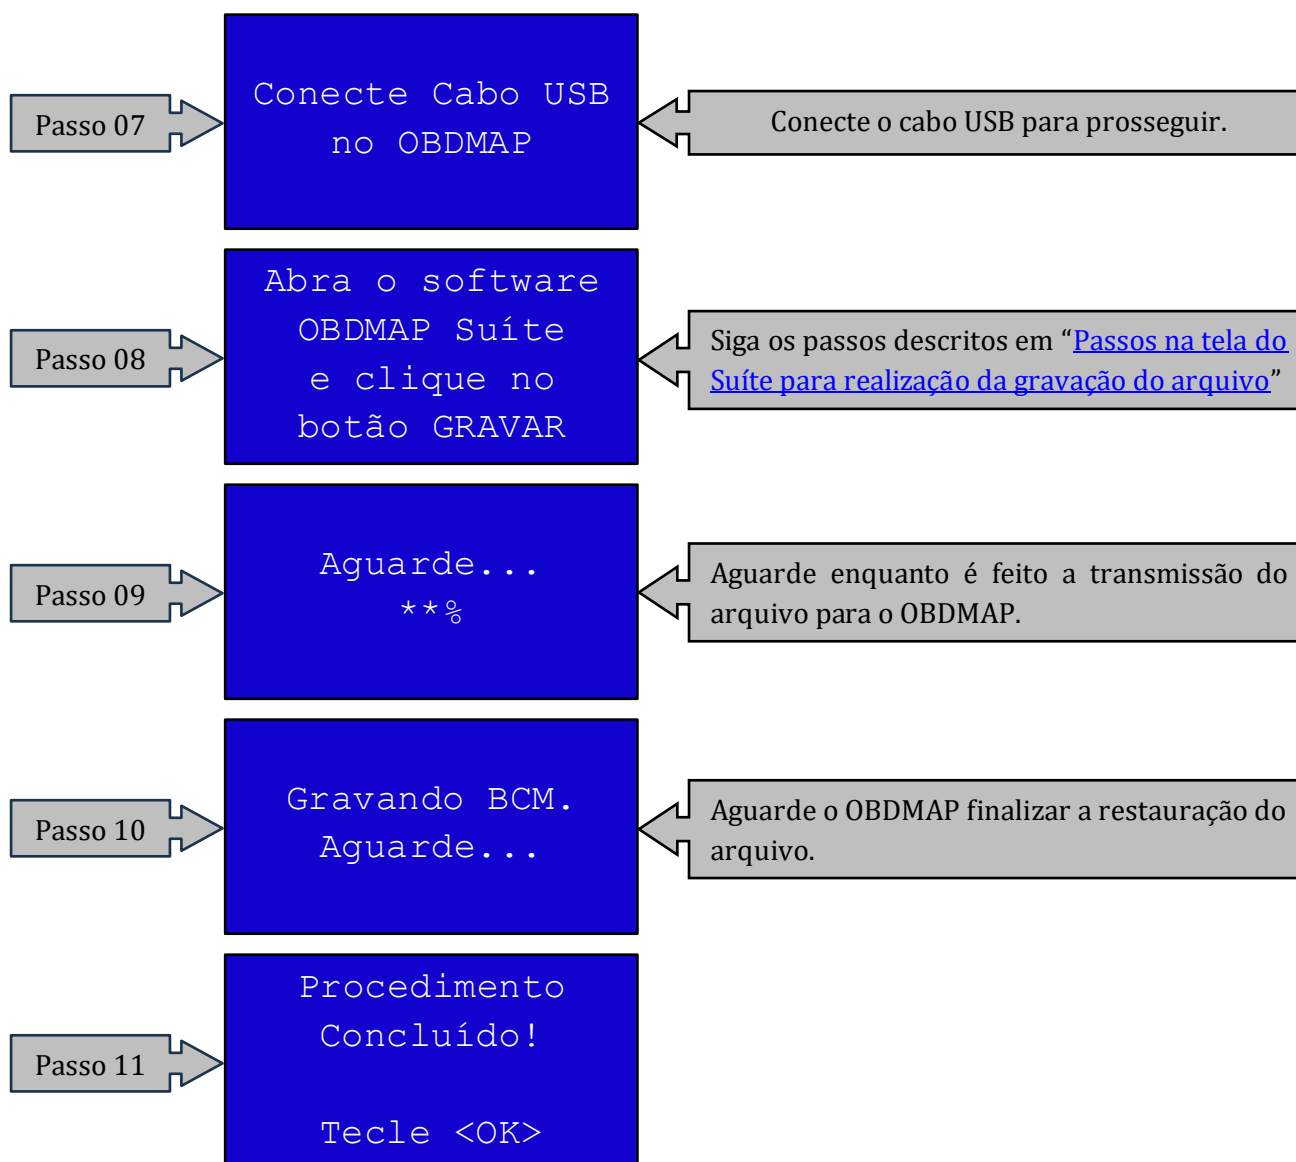 Passo 07
Conecte Cabo USB
no OBDMAP
Conecte o cabo USB para prosseguir.
Passo 08
Abra o software
OBDMAP Suíte
e clique no
botão GRAVAR
Siga os passos descritos em “Passos na tela do
Suíte para realização da gravação do arquivo”
Passo 09
Aguarde...
**%
Aguarde enquanto é feito a transmissão do
arquivo para o OBDMAP.
Passo 10
Gravando BCM.
Aguarde...
Aguarde o OBDMAP finalizar a restauração do
arquivo.
Passo 11
Procedimento
Concluído!
Tecle <OK>